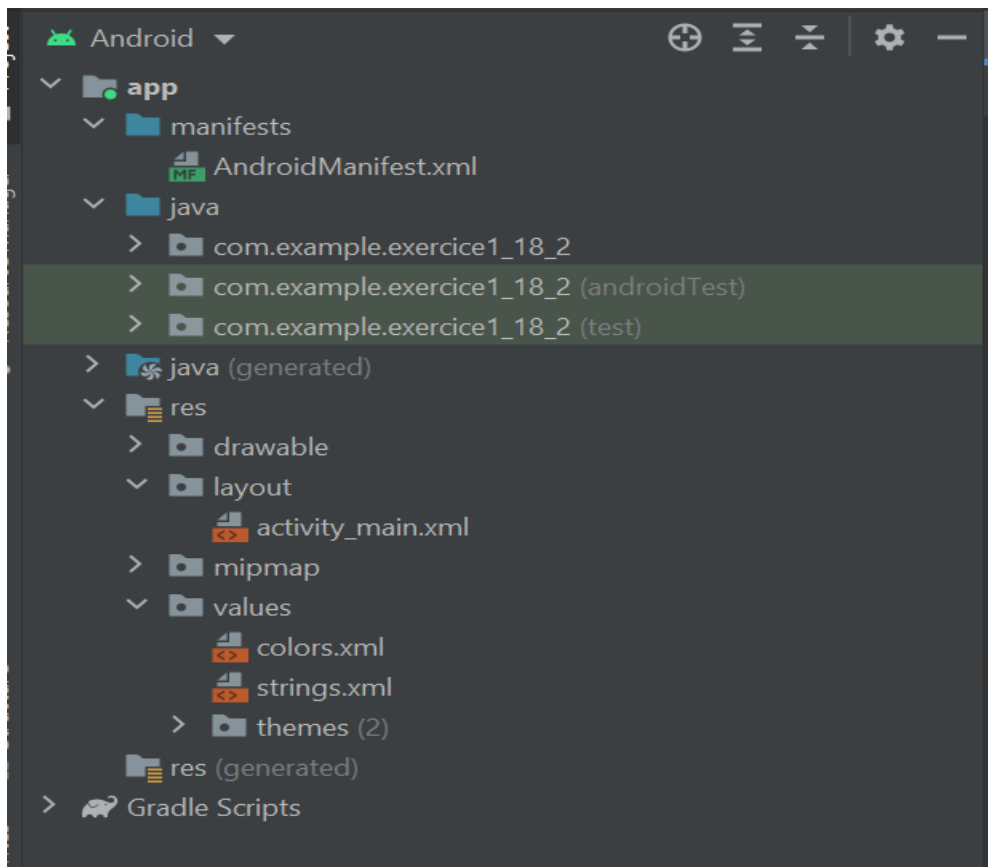 Android
app
manifests
MF AndroidManifest.xml
java
com.example.exercice1_18_2
com.example.exercice1_18_2 (androidTest)
com.example.exercice1_18_2 (test)
java (generated)
res
drawable
layout
<> activity_main.xml
mipmap
values
<> colors.xml
<> strings.xml
themes (2)
res (generated)
Gradle Scripts